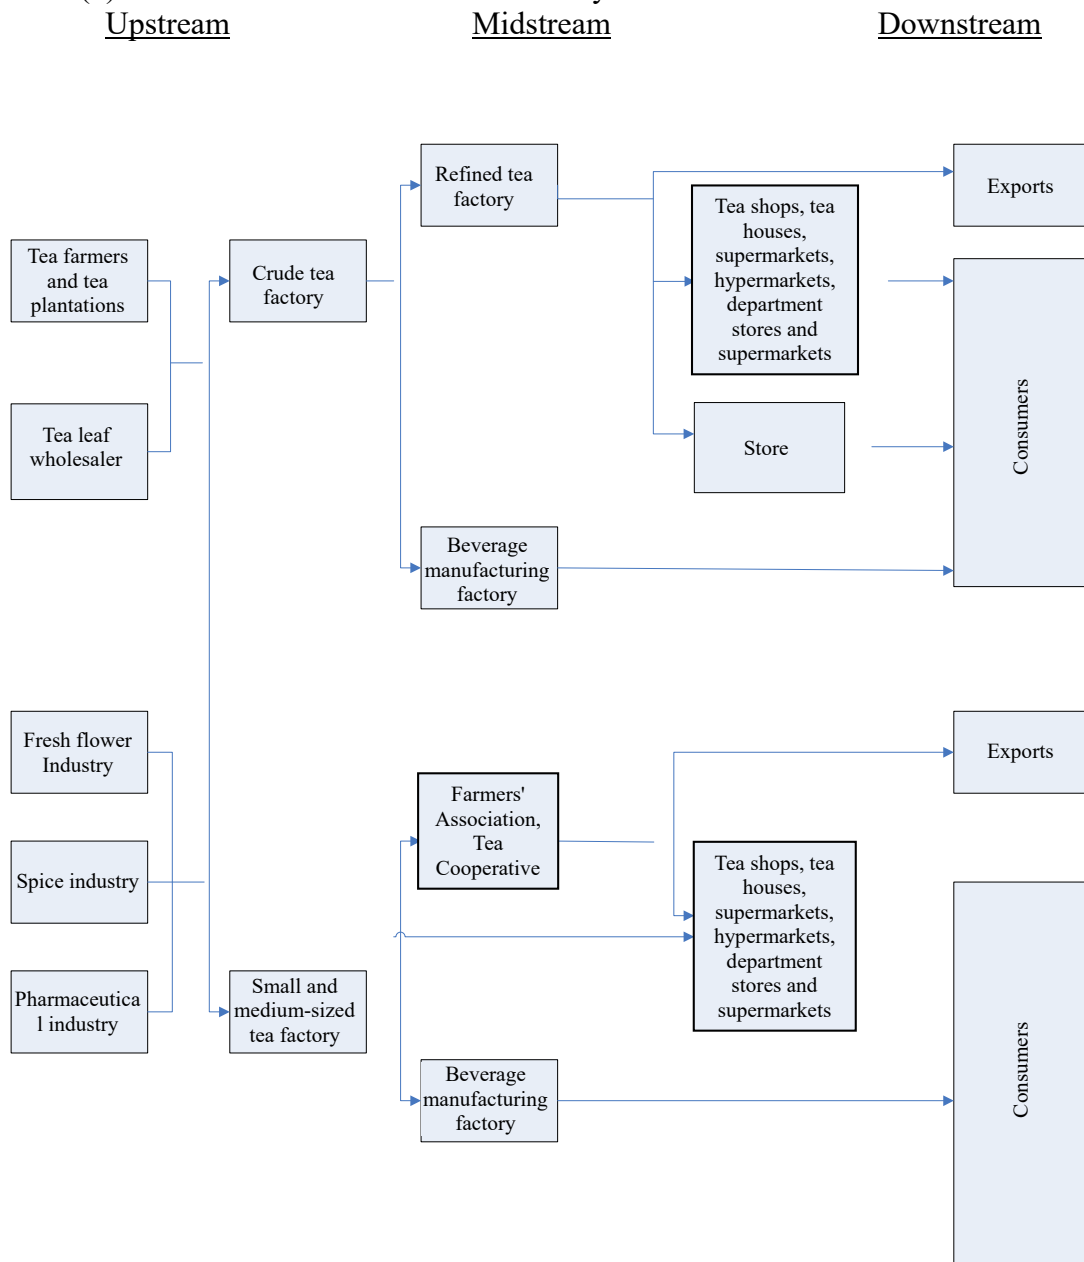 Upstream
Midstream
Downstream
Refined tea
factory
Exports
Tea shops, tea
houses,
supermarkets,
hypermarkets,
department
stores and
supermarkets
Tea farmers
and tea
plantations
Crude tea
factory
Consumers
Tea leaf
wholesaler
Store
Beverage
manufacturing
factory
Fresh flower
Industry
Exports
Farmers'
Association,
Tea
Cooperative
Tea shops, tea
houses,
supermarkets,
hypermarkets,
department
stores and
supermarkets
Spice industry
Pharmaceutica
l industry
Small and
medium-sized
tea factory
Beverage
manufacturing
factory
Consumers